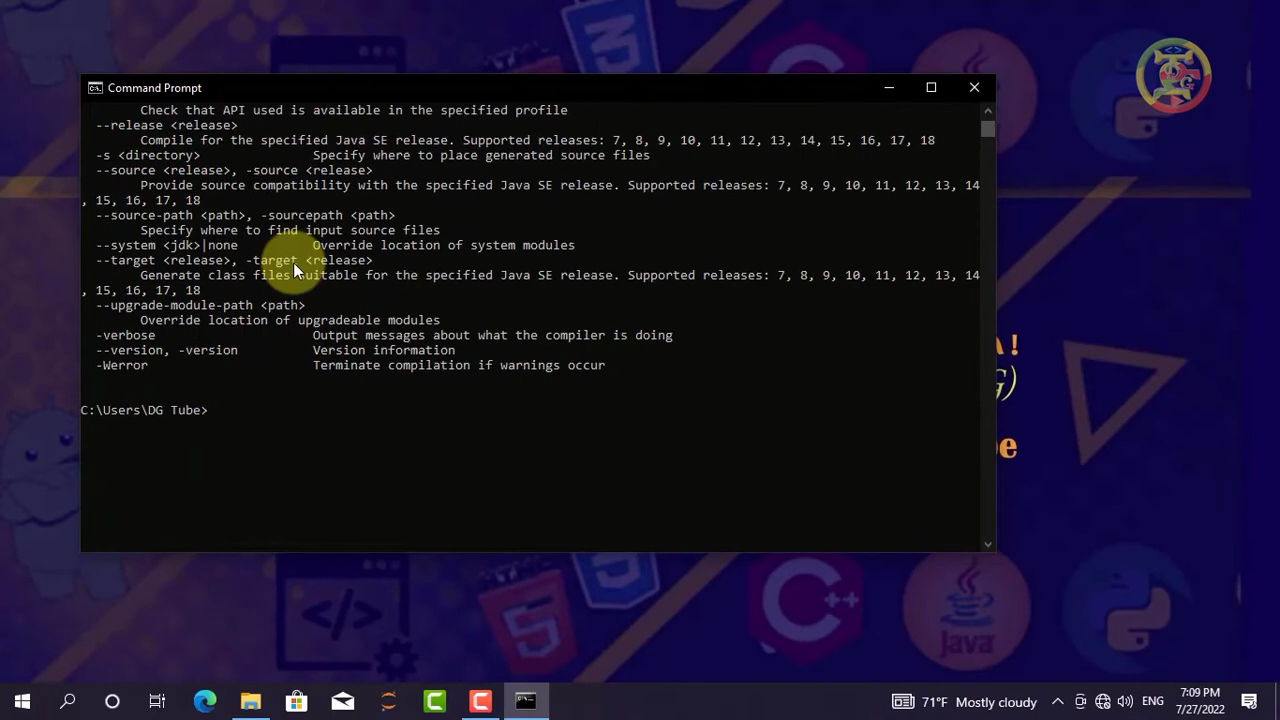 Command Prompt
Check that API used is available in the specified profile
--release <release>
Compile for the specified Java SE release. Supported releases: 7, 8, 9, 10, 11, 12, 13, 14, 15, 16, 17, 18
-s <directory> Specify where to place generated source files
--source <release>, -source <release>
Provide source compatibility with the specified Java SE release. Supported releases: 7, 8, 9, 10, 11, 12, 13, 14
, 15, 16, 17, 18
--source-path <path>, -sourcepath <path>
Specify where to find input source files
--system <jdk>|none Override location of system modules
--target <release>, -target <release>
Generate class files suitable for the specified Java SE release. Supported releases: 7, 8, 9, 10, 11, 12, 13, 14
, 15, 16, 17, 18
--upgrade-module-path <path>
Override location of upgradeable modules
-verbose Output messages about what the compiler is doing
--version, -version Version information
-Werror Terminate compilation if warnings occur
C:\Users\DG Tube>
A!
G)
be
C++
Java
71°F Mostly cloudy
ENG
7:09 PM
7/27/2022